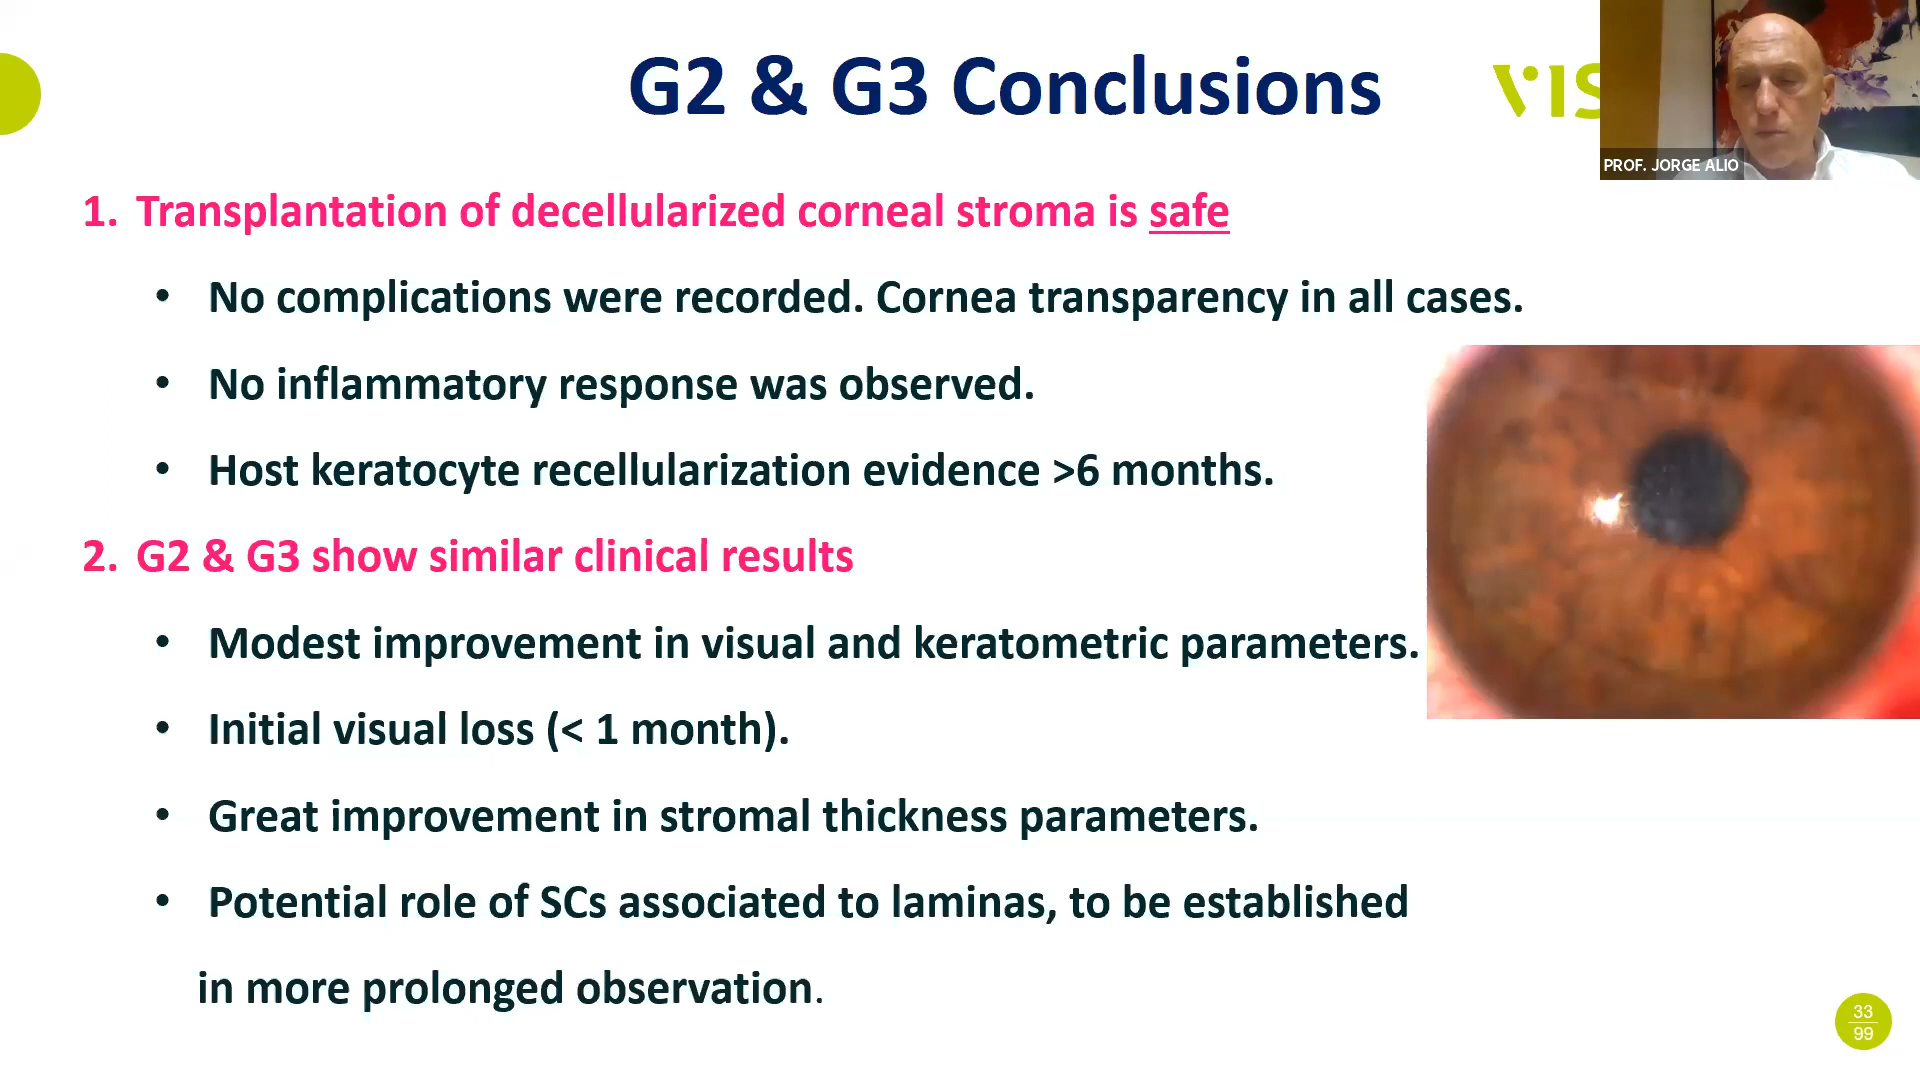 G2 & G3 Conclusions
VIS
PROF. JORGE ALIO
1. Transplantation of decellularized corneal stroma is safe
• No complications were recorded. Cornea transparency in all cases.
• No inflammatory response was observed.
• Host keratocyte recellularization evidence >6 months.
2. G2 & G3 show similar clinical results
• Modest improvement in visual and keratometric parameters.
• Initial visual loss (< 1 month).
• Great improvement in stromal thickness parameters.
• Potential role of SCs associated to laminas, to be established
in more prolonged observation.
33
99